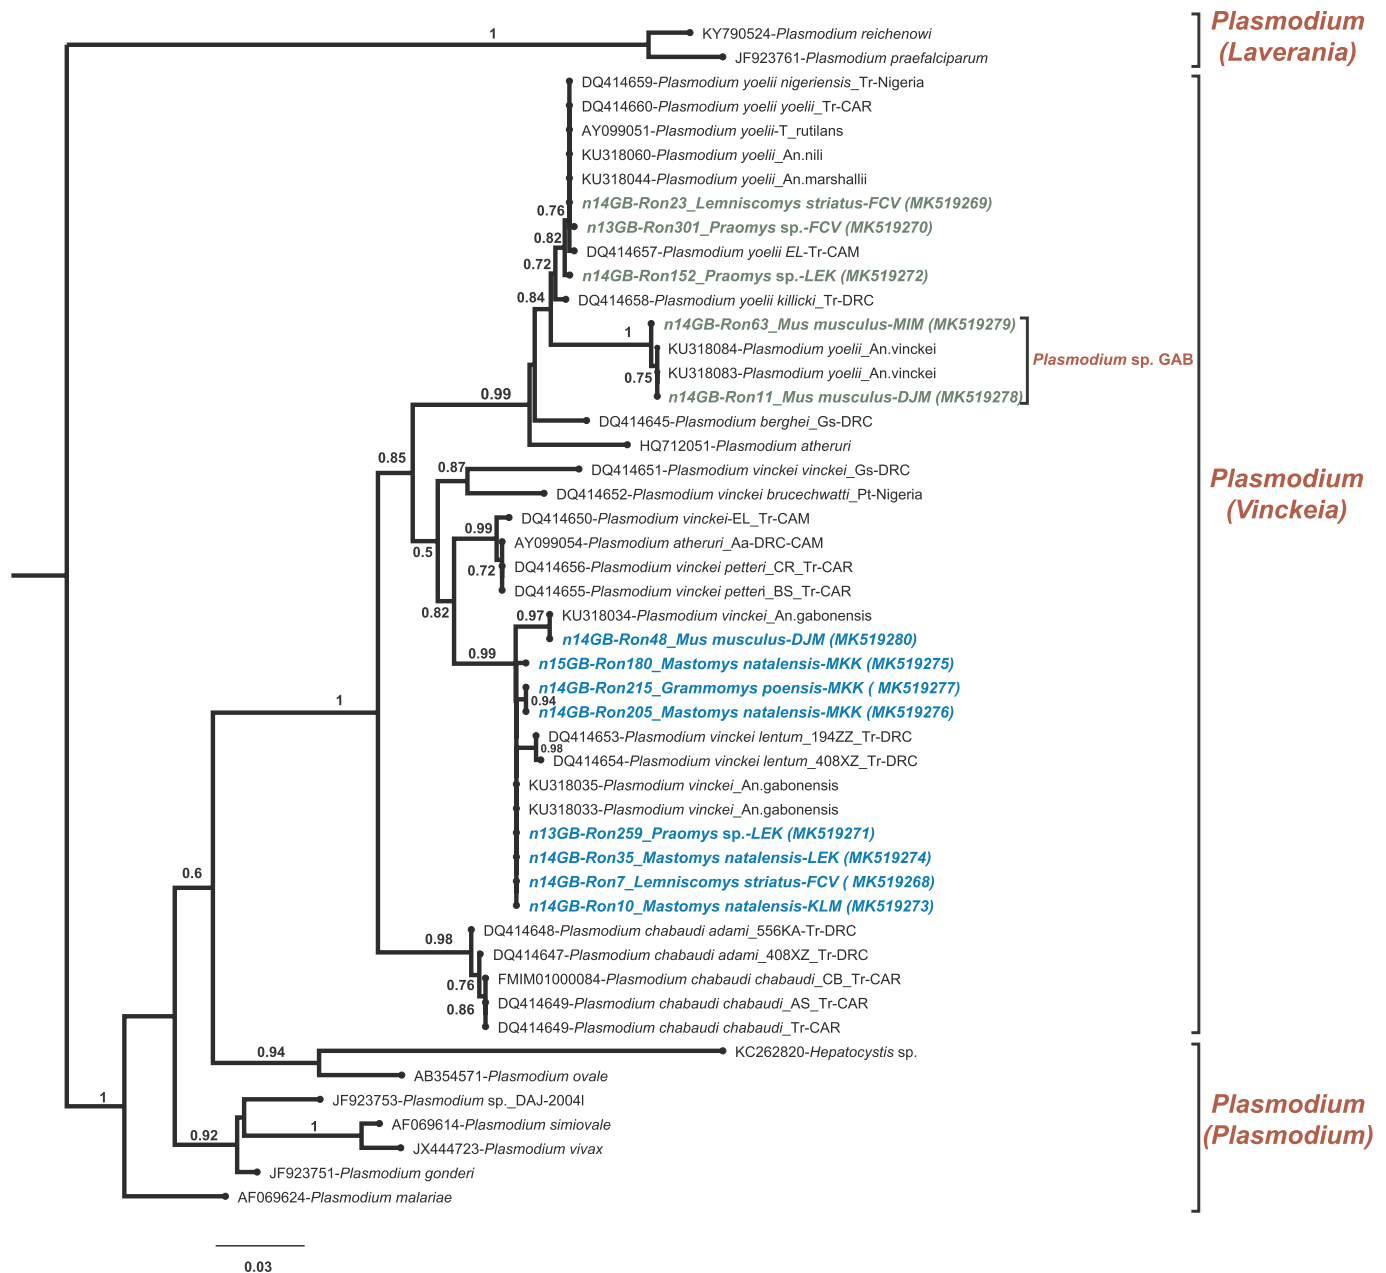 1
KY790524-Plasmodium reichenowi
JF923761-Plasmodium praefalciparum
Plasmodium
(Laverania)
DQ414659-Plasmodium yoelii nigeriensis_Tr-Nigeria
DQ414660-Plasmodium yoelii yoelii_Tr-CAR
AY099051-Plasmodium yoelii-T_rutilans
KU318060-Plasmodium yoelii_An.nili
KU318044-Plasmodium yoelii_An.marshallii
n14GB-Ron23_Lemniscomys striatus-FCV (MK519269)
0.76
n13GB-Ron301_Praomys sp.-FCV (MK519270)
0.82
DQ414657-Plasmodium yoelii EL-Tr-CAM
0.72
n14GB-Ron152_Praomys sp.-LEK (MK519272)
0.84
DQ414658-Plasmodium yoelii killicki_Tr-DRC
n14GB-Ron63_Mus musculus-MIM (MK519279)
1
KU318084-Plasmodium yoelii_An.vinckei
Plasmodium sp. GAB
KU318083-Plasmodium yoelii_An.vinckei
0.75
n14GB-Ron11_Mus musculus-DJM (MK519278)
0.99
DQ414645-Plasmodium berghei_Gs-DRC
HQ712051-Plasmodium atheruri
0.85
0.87
DQ414651-Plasmodium vinckei vinckei_Gs-DRC
Plasmodium
(Vinckeia)
DQ414652-Plasmodium vinckei brucechwatti_Pt-Nigeria
DQ414650-Plasmodium vinckei-EL_Tr-CAM
0.99
AY099054-Plasmodium atheruri_Aa-DRC-CAM
0.5
DQ414656-Plasmodium vinckei petteri_CR_Tr-CAR
0.72
DQ414655-Plasmodium vinckei petteri_BS_Tr-CAR
0.82
0.97
KU318034-Plasmodium vinckei_An.gabonensis
n14GB-Ron48_Mus musculus-DJM (MK519280)
0.99
n15GB-Ron180_Mastomys natalensis-MKK (MK519275)
n14GB-Ron215_Grammomys poensis-MKK ( MK519277)
0.94
n14GB-Ron205_Mastomys natalensis-MKK (MK519276)
1
DQ414653-Plasmodium vinckei lentum_194ZZ_Tr-DRC
0.98
DQ414654-Plasmodium vinckei lentum_408XZ_Tr-DRC
KU318035-Plasmodium vinckei_An.gabonensis
KU318033-Plasmodium vinckei_An.gabonensis
n13GB-Ron259_Praomys sp.-LEK (MK519271)
n14GB-Ron35_Mastomys natalensis-LEK (MK519274)
0.6
n14GB-Ron7_Lemniscomys striatus-FCV ( MK519268)
n14GB-Ron10_Mastomys natalensis-KLM (MK519273)
DQ414648-Plasmodium chabaudi adami_556KA-Tr-DRC
0.98
DQ414647-Plasmodium chabaudi adami_408XZ_Tr-DRC
FMIM01000084-Plasmodium chabaudi chabaudi_CB_Tr-CAR
0.76
DQ414649-Plasmodium chabaudi chabaudi_AS_Tr-CAR
0.86
DQ414649-Plasmodium chabaudi chabaudi_Tr-CAR
0.94
KC262820-Hepatocystis sp.
AB354571-Plasmodium ovale
1
JF923753-Plasmodium sp._DAJ-2004I
Plasmodium
(Plasmodium)
AF069614-Plasmodium simiovale
1
0.92
JX444723-Plasmodium vivax
JF923751-Plasmodium gonderi
AF069624-Plasmodium malariae
0.03